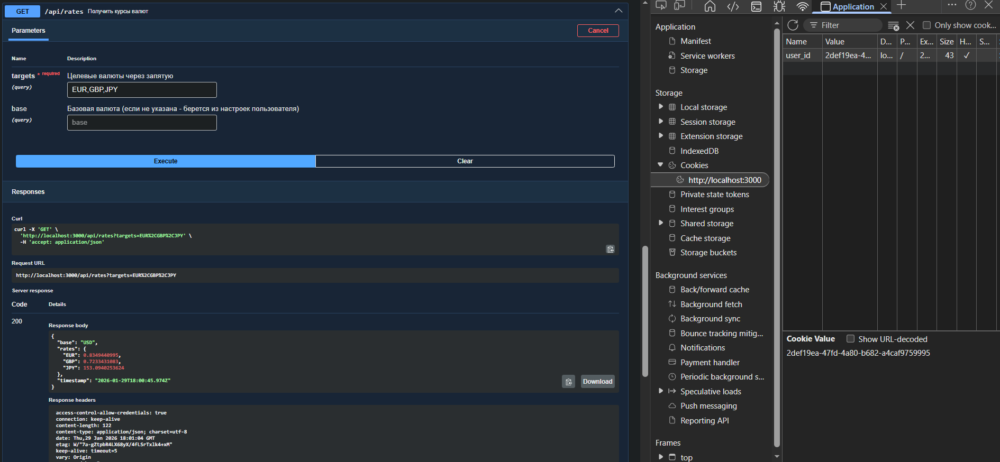 GET /api/rates Получить курсы валют
Parameters
Cancel
Name Description
targets * required
(query)
Целевые валюты через запятую
EUR,GBP,JPY
base
(query)
Базовая валюта (если не указана - берется из настроек пользователя)
base
Execute
Clear
Responses
Curl
curl -X 'GET' \
'http://localhost:3000/api/rates?targets=EUR%2CGBP%2CJPY' \
-H 'accept: application/json'
Request URL
http://localhost:3000/api/rates?targets=EUR%2CGBP%2CJPY
Server response
Code Details
200
Response body
{
"base": "USD",
"rates": {
"EUR": 0.8349440995,
"GBP": 0.7233431083,
"JPY": 153.0940253624
},
"timestamp": "2026-01-29T18:00:45.974Z"
}
Download
Response headers
access-control-allow-credentials: true
connection: keep-alive
content-length: 122
content-type: application/json; charset=utf-8
date: Thu,29 Jan 2026 18:01:04 GMT
etag: W/"7a-gZtpbR4LX68yX/4fLSrTxlk4+xM"
keep-alive: timeout=5
vary: Origin
Application
Application
Manifest
Service workers
Storage
Storage
Local storage
Session storage
Extension storage
IndexedDB
Cookies
http://localhost:3000
Private state tokens
Interest groups
Shared storage
Cache storage
Storage buckets
Background services
Back/forward cache
Background fetch
Background sync
Bounce tracking mitig...
Notifications
Payment handler
Periodic background s...
Speculative loads
Push messaging
Reporting API
Frames
top
Filter
Only show cook...
Name Value D... P... Ex... Size H... S...
user_id 2def19ea-4... lo... / 2... 43 ✓
Cookie Value Show URL-decoded
2def19ea-47fd-4a80-b682-a4caf9759995